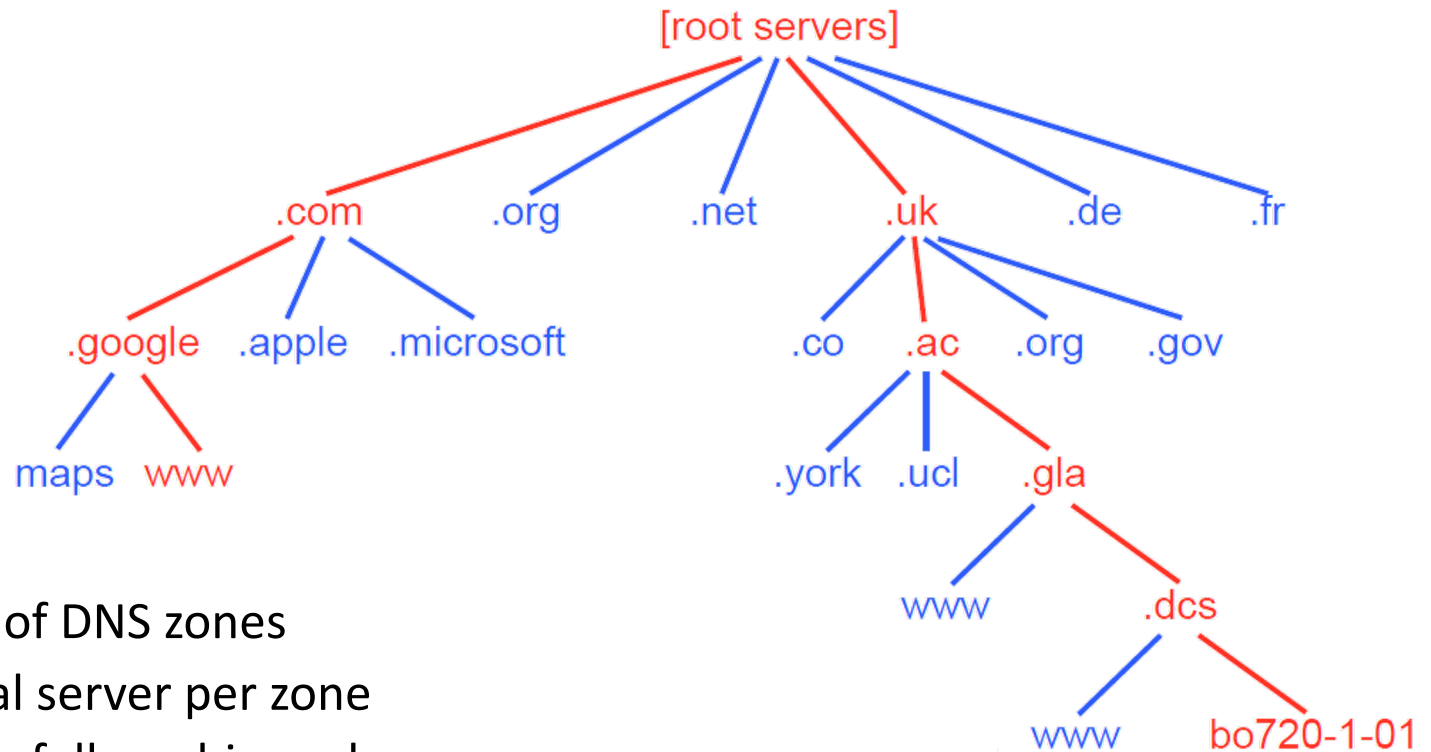 [root servers]
.com .org .net .uk .de .fr
.google .apple .microsoft .co .ac .org .gov
maps www .york .ucl .gla
www .dcs
of DNS zones
server per zone
www bo720-1-01